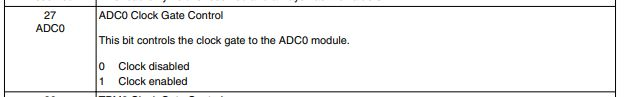 27
ADC0
ADC0 Clock Gate Control
This bit controls the clock gate to the ADC0 module.
0 Clock disabled
1 Clock enabled